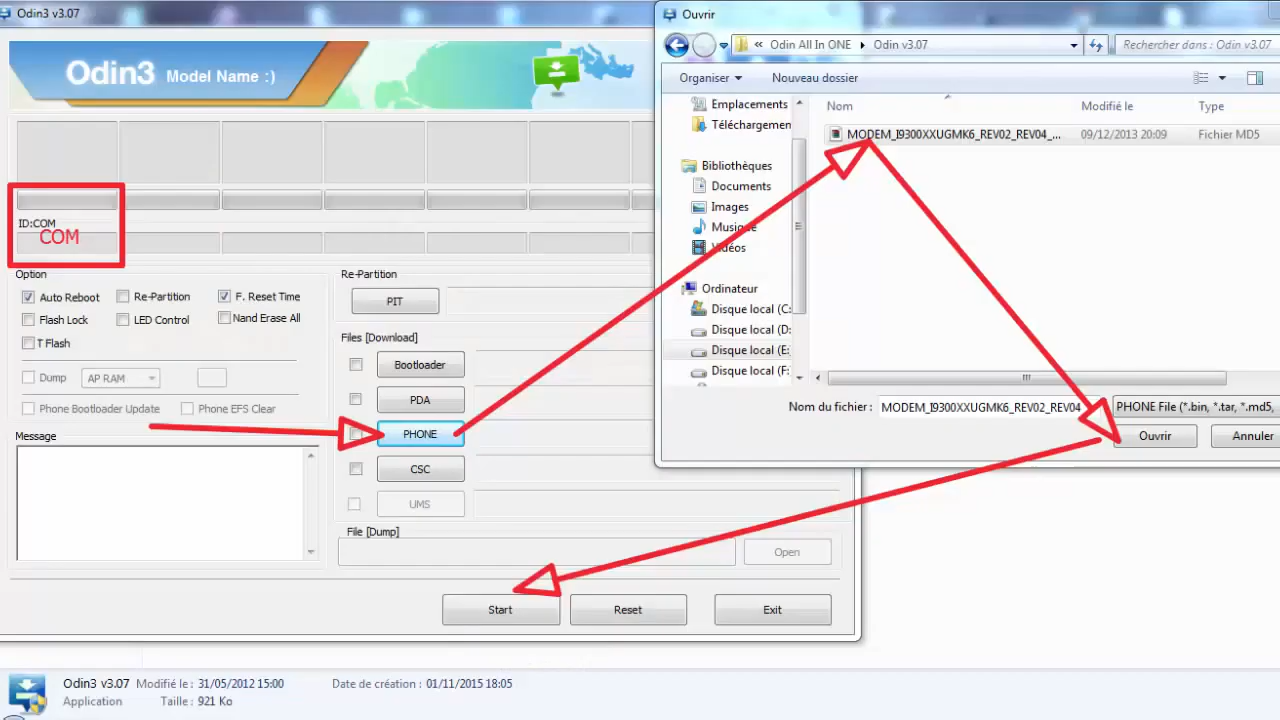 Odin3 v3.07
Odin3 Model Name :)
ID:COM
COM
Option
Auto Reboot
Re-Partition
F. Reset Time
Flash Lock
LED Control
Nand Erase All
T Flash
Dump
AP RAM
Phone Bootloader Update
Phone EFS Clear
Message
Re-Partition
PIT
Files [Download]
Bootloader
PDA
PHONE
CSC
UMS
File [Dump]
Open
Start
Reset
Exit
Ouvrir
« Odin All In ONE
Odin v3.07
Rechercher dans : Odin v3.07
Organiser
Nouveau dossier
Emplacements
Téléchargemen
Bibliothèques
Documents
Images
Musique
Vidéos
Ordinateur
Disque local (C:
Disque local (D:
Disque local (E:
Disque local (F:
Nom
Modifié le
Type
MODEM_I9300XXUGMK6_REV02_REV04_...
09/12/2013 20:09
Fichier MD5
Nom du fichier :
MODEM_I9300XXUGMK6_REV02_REV04
PHONE File (*.bin, *.tar, *.md5,
Ouvrir
Annuler
Odin3 v3.07 Modifié le : 31/05/2012 15:00 Date de création : 01/11/2015 18:05
Application Taille : 921 Ko